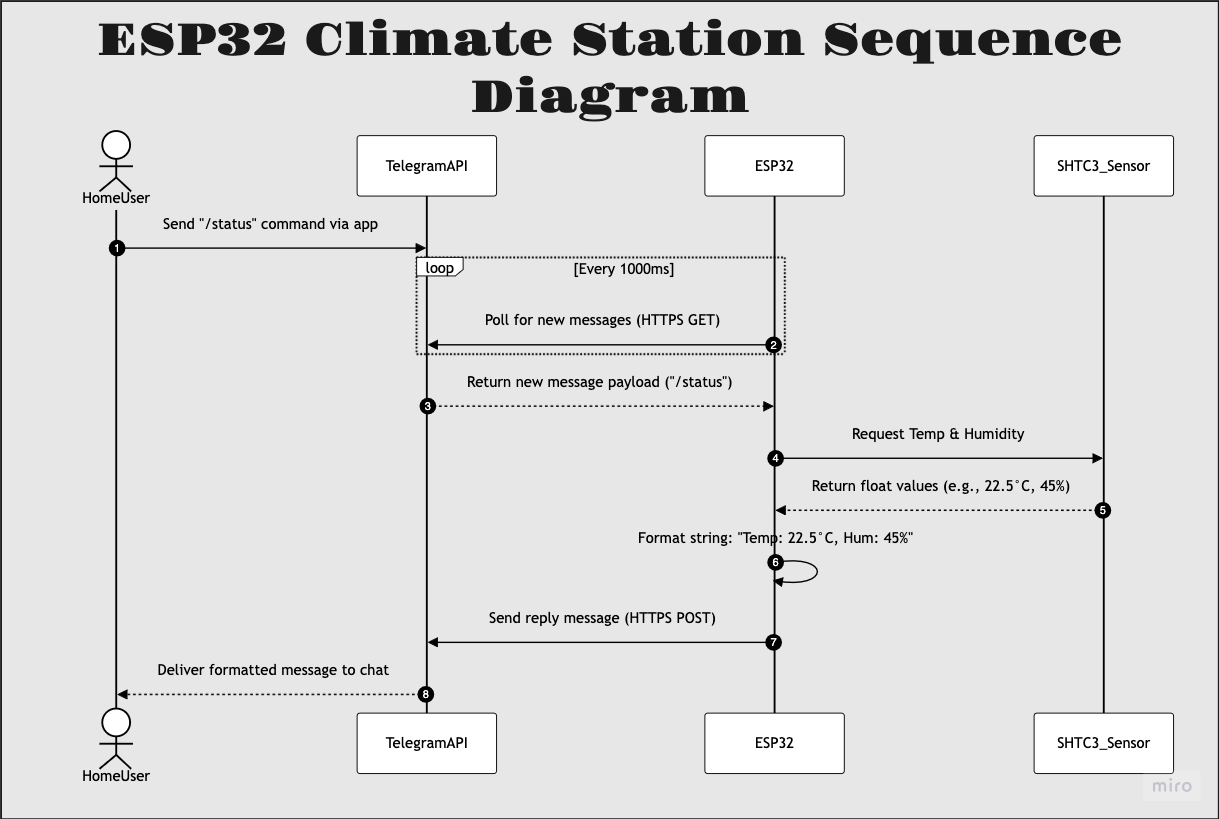 ESP32 Climate Station Sequence
Diagram
HomeUser
TelegramAPI
ESP32
SHTC3_Sensor
Send "/status" command via app
1
loop
[Every 1000ms]
Poll for new messages (HTTPS GET)
2
Return new message payload ("/status")
3
Request Temp & Humidity
4
Return float values (e.g., 22.5°C, 45%)
5
Format string: "Temp: 22.5°C, Hum: 45%"
6
Send reply message (HTTPS POST)
7
Deliver formatted message to chat
8
HomeUser
TelegramAPI
ESP32
SHTC3_Sensor
miro